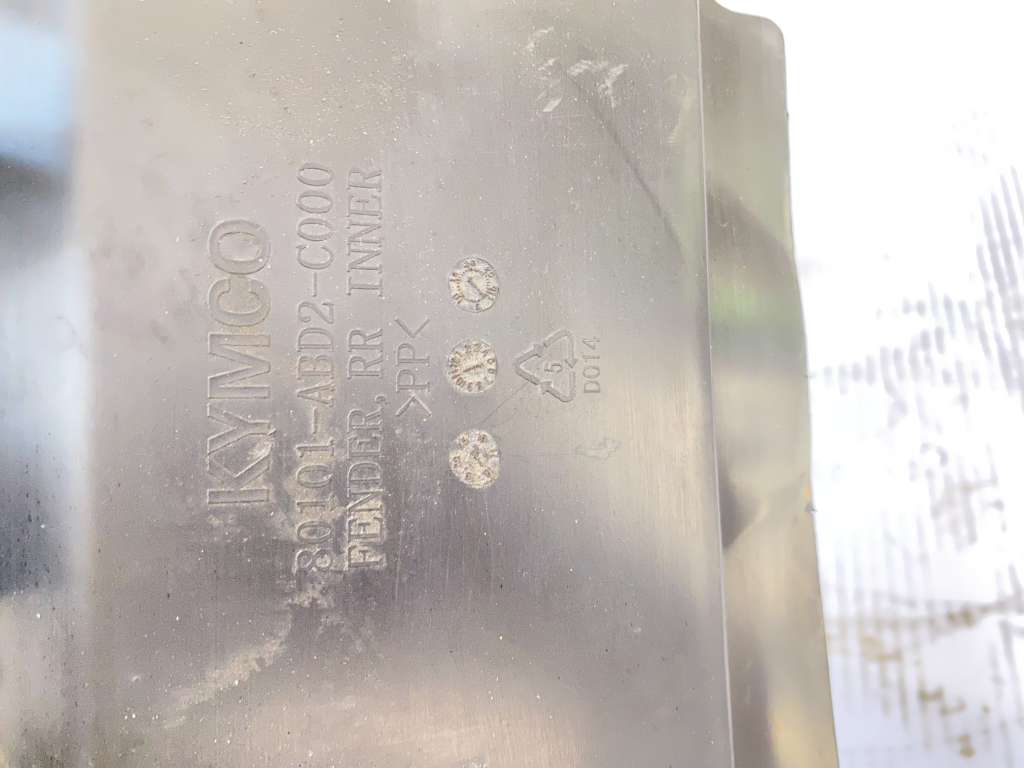 KYMCO
80101-ABD2-C000
FENDER, RR INNER
>PP<
5
D014